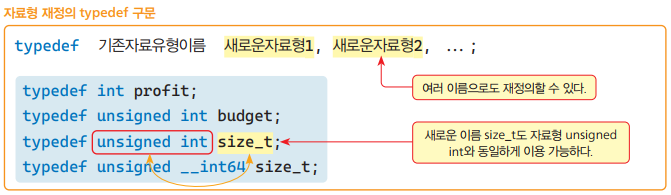 자료형 재정의 typedef 구문
typedef 기존자료유형이름 새로운자료형1, 새로운자료형2, ...;
여러 이름으로도 재정의할 수 있다.
typedef int profit;
typedef unsigned int budget;
typedef unsigned int size_t;
typedef unsigned __int64 size_t;
새로운 이름 size_t도 자료형 unsigned
int와 동일하게 이용 가능하다.